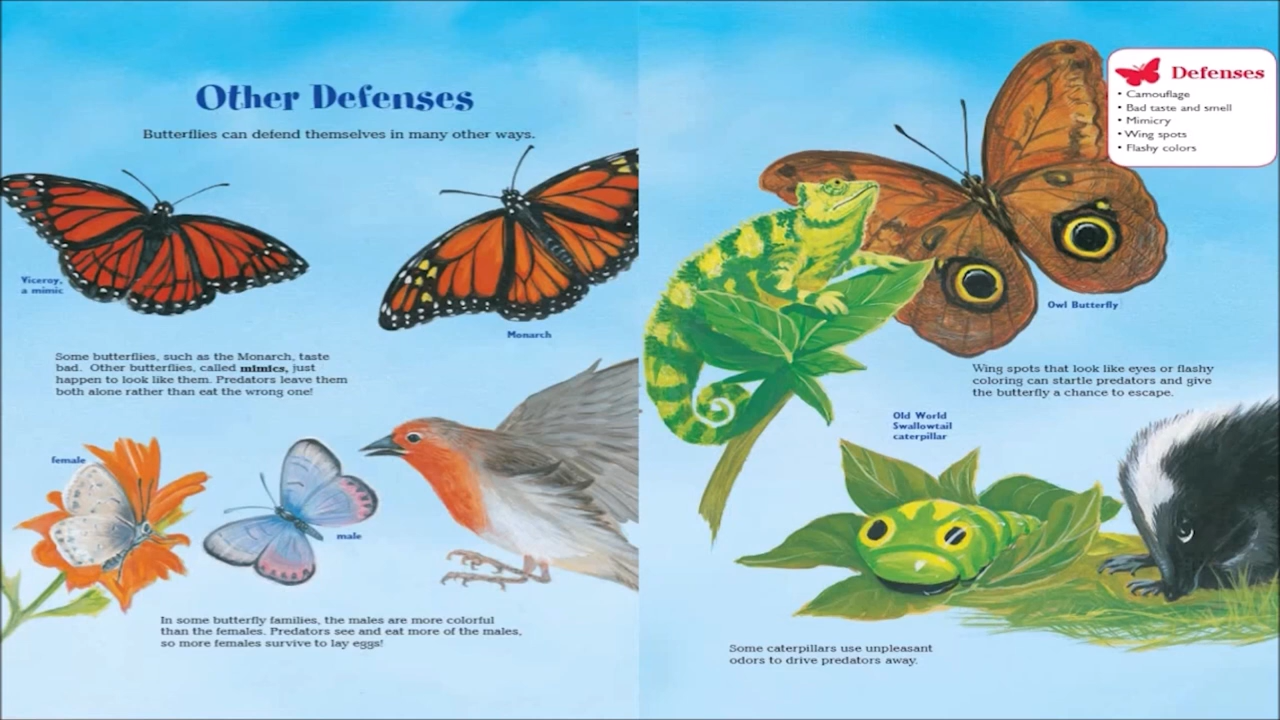 Other Defenses
Butterflies can defend themselves in many other ways.
Viceroy,
a mimic
Monarch
Some butterflies, such as the Monarch, taste
bad. Other butterflies, called mimics, just
happen to look like them. Predators leave them
both alone rather than eat the wrong one!
female
male
In some butterfly families, the males are more colorful
than the females. Predators see and eat more of the males,
so more females survive to lay eggs!
Defenses
• Camouflage
• Bad taste and smell
• Mimicry
• Wing spots
• Flashy colors
Owl Butterfly
Wing spots that look like eyes or flashy
coloring can startle predators and give
the butterfly a chance to escape.
Old World
Swallowtail
caterpillar
Some caterpillars use unpleasant
odors to drive predators away.